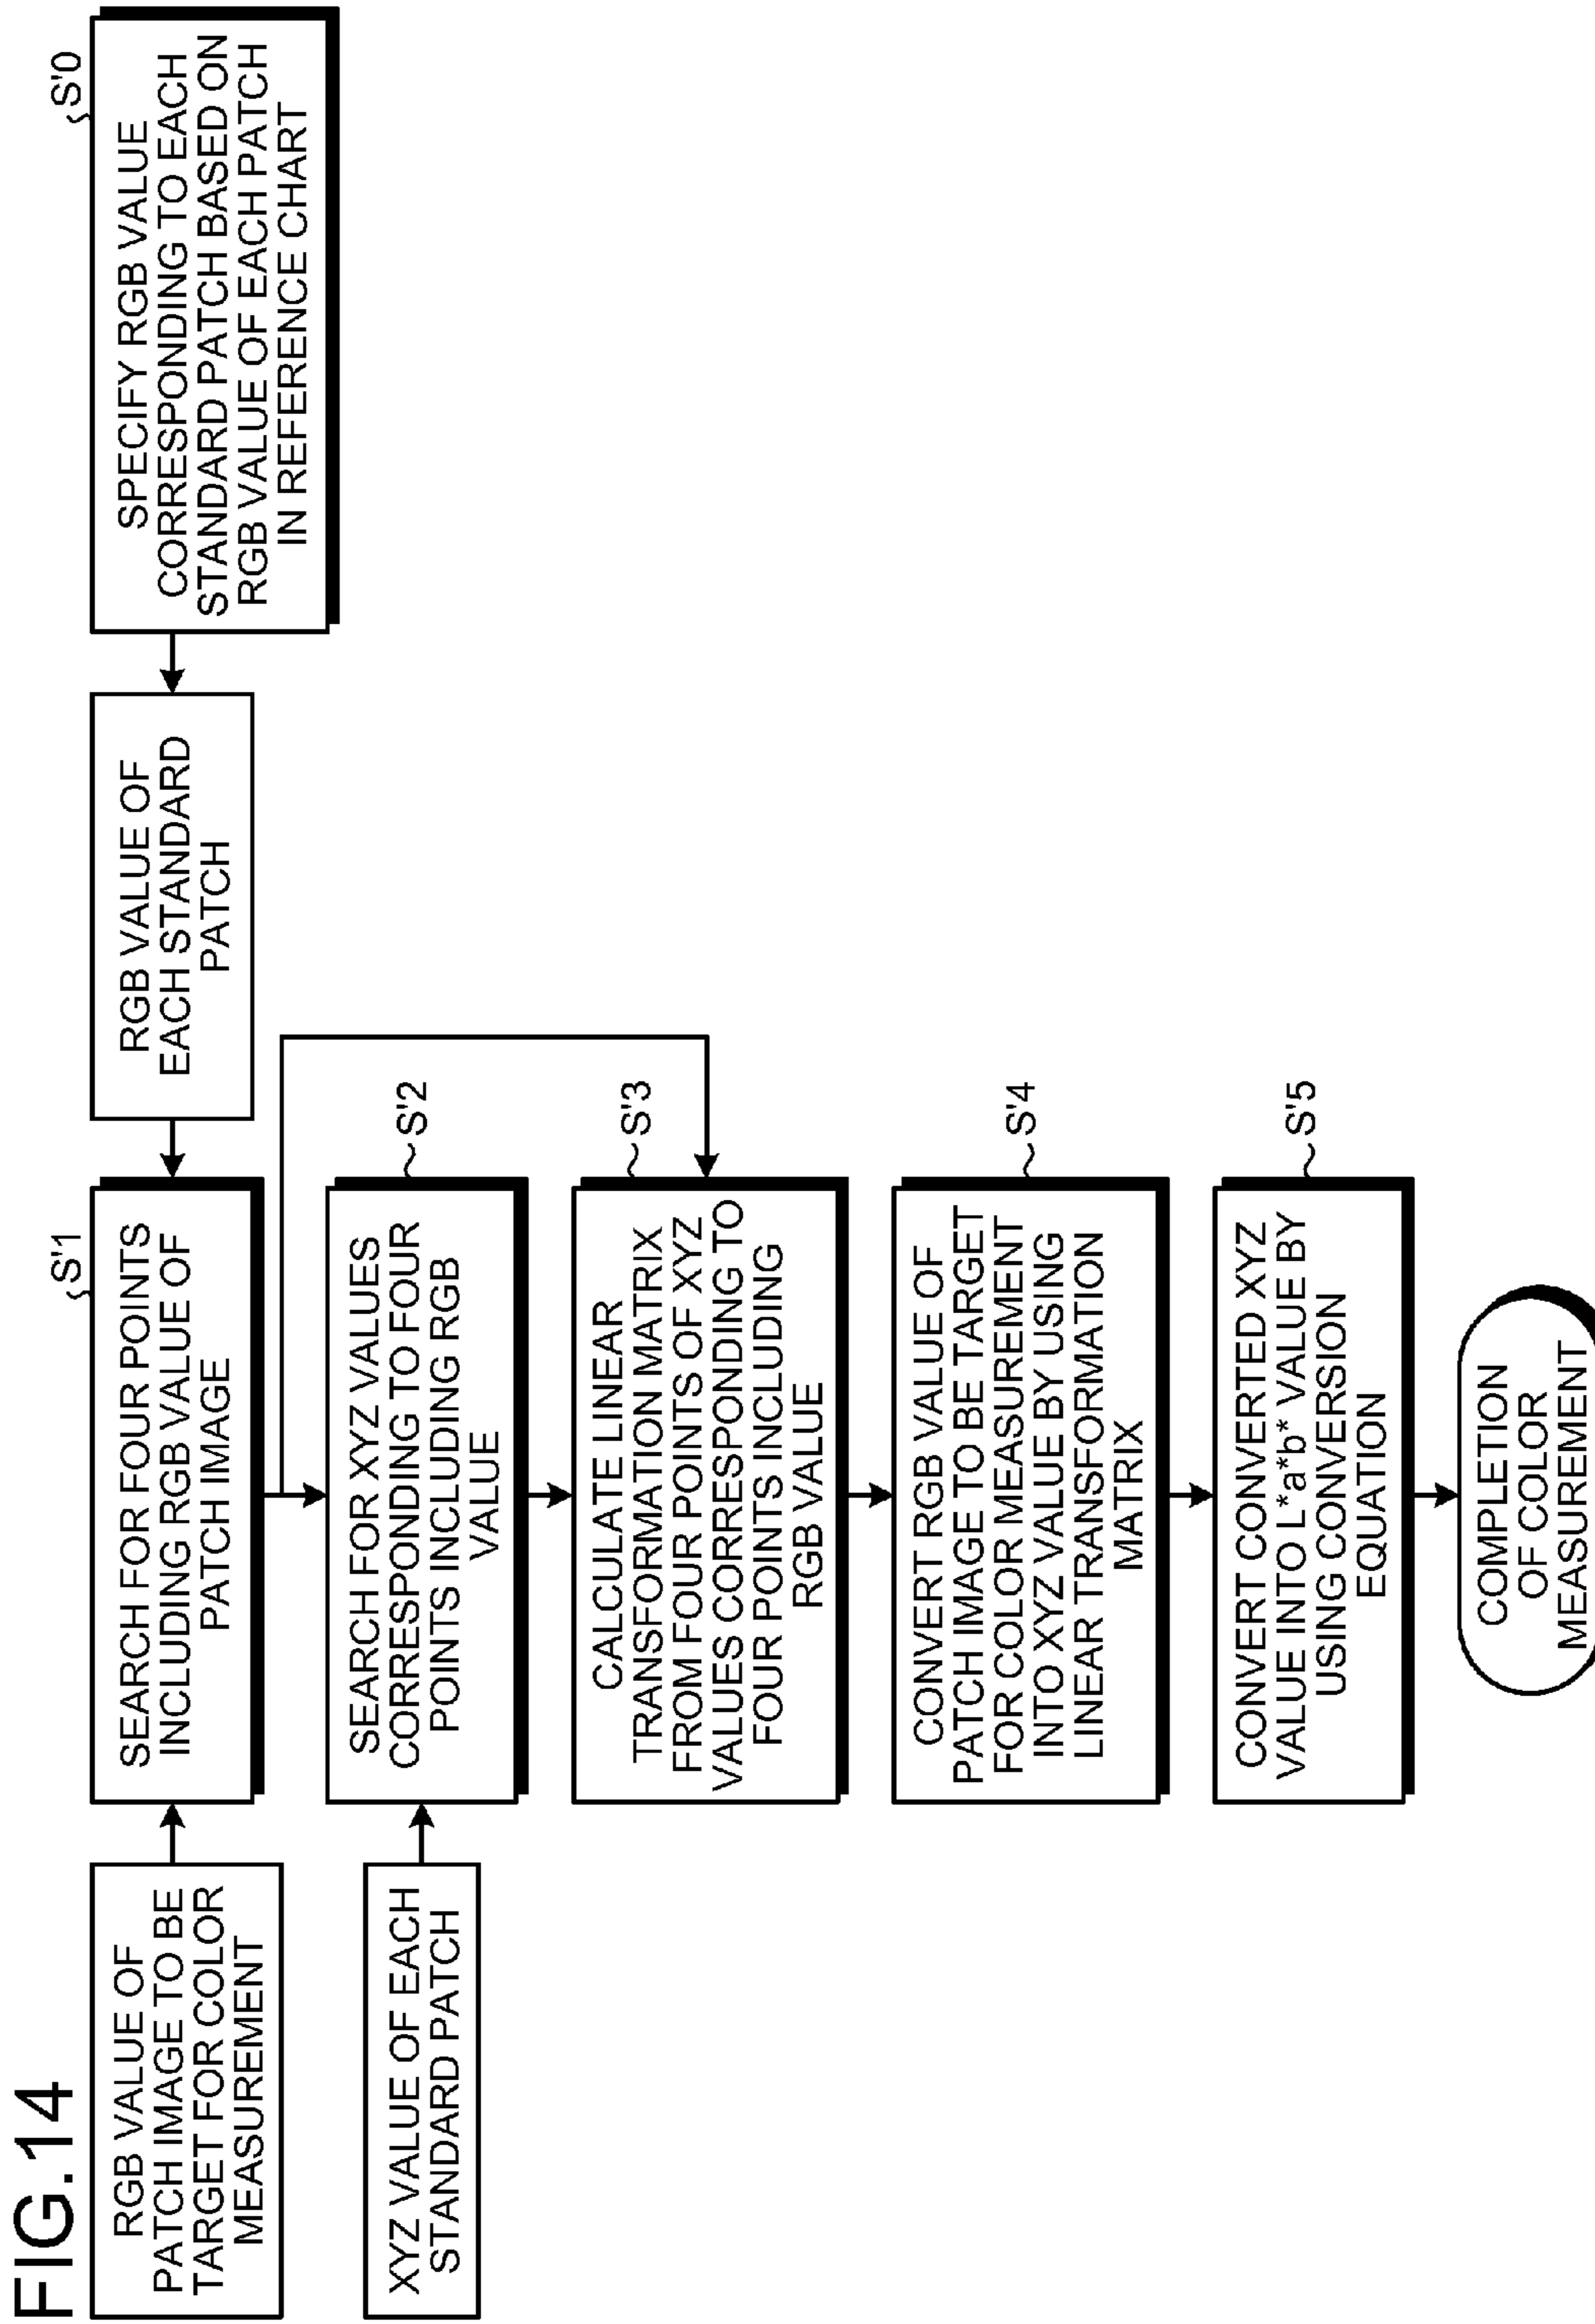 FIG.14
RGB VALUE OF
PATCH IMAGE TO BE
TARGET FOR COLOR
MEASUREMENT
XYZ VALUE OF EACH
STANDARD PATCH
S'1
SEARCH FOR FOUR POINTS
INCLUDING RGB VALUE OF
PATCH IMAGE
RGB VALUE OF
EACH STANDARD
PATCH
S'0
SPECIFY RGB VALUE
CORRESPONDING TO EACH
STANDARD PATCH BASED ON
RGB VALUE OF EACH PATCH
IN REFERENCE CHART
S'2
SEARCH FOR XYZ VALUES
CORRESPONDING TO FOUR
POINTS INCLUDING RGB
VALUE
S'3
CALCULATE LINEAR
TRANSFORMATION MATRIX
FROM FOUR POINTS OF XYZ
VALUES CORRESPONDING TO
FOUR POINTS INCLUDING
RGB VALUE
S'4
CONVERT RGB VALUE OF
PATCH IMAGE TO BE TARGET
FOR COLOR MEASUREMENT
INTO XYZ VALUE BY USING
LINEAR TRANSFORMATION
MATRIX
S'5
CONVERT CONVERTED XYZ
VALUE INTO L*a*b* VALUE BY
USING CONVERSION
EQUATION
COMPLETION
OF COLOR
MEASUREMENT